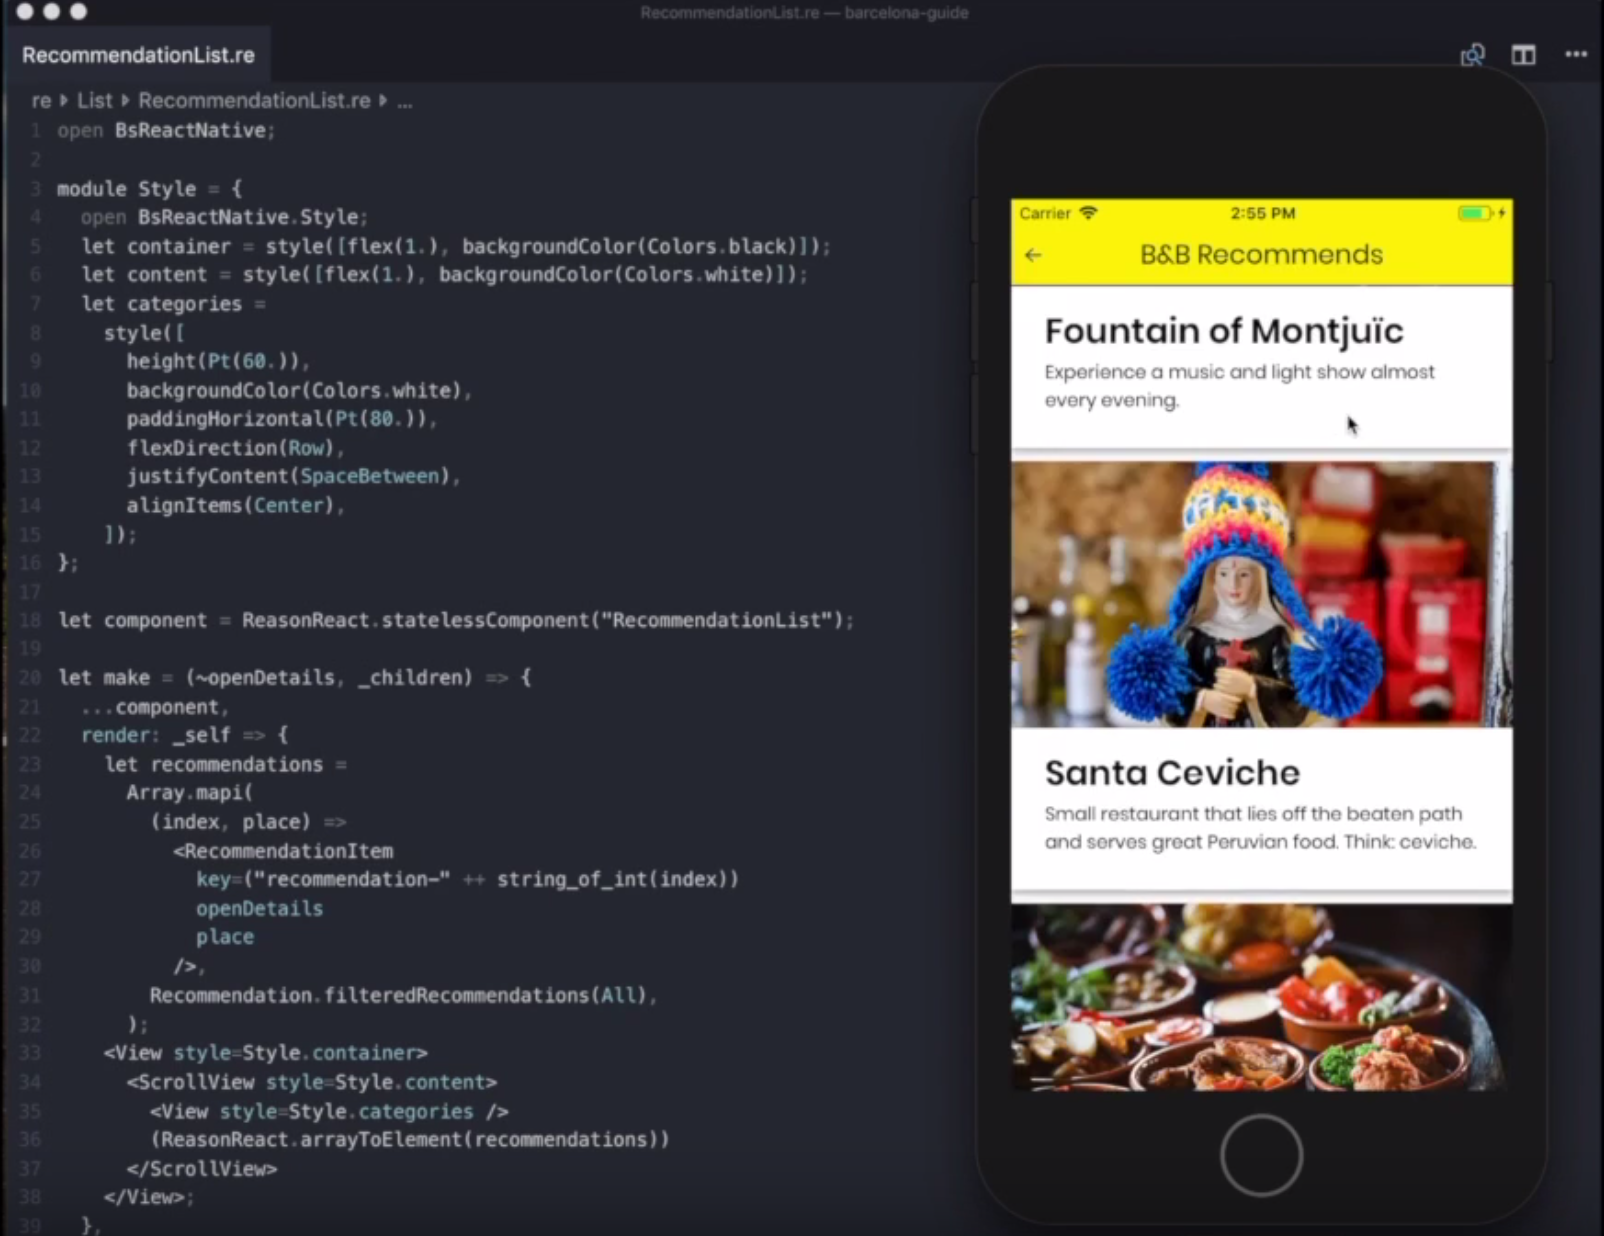 RecommendationList.re — barcelona-guide
RecommendationList.re
re List RecommendationList.re ...
1 open BsReactNative;
2
3 module Style = {
4 open BsReactNative.Style;
5 let container = style([flex(1.), backgroundColor(Colors.black)]);
6 let content = style([flex(1.), backgroundColor(Colors.white)]);
7 let categories =
8 style([
9 height(Pt(60.)),
10 backgroundColor(Colors.white),
11 paddingHorizontal(Pt(80.)),
12 flexDirection(Row),
13 justifyContent(SpaceBetween),
14 alignItems(Center),
15 ]);
16 };
17
18 let component = ReasonReact.statelessComponent("RecommendationList");
19
20 let make = (~openDetails, _children) => {
21 ...component,
22 render: _self => {
23 let recommendations =
24 Array.mapi(
25 (index, place) =>
26 <RecommendationItem
27 key=("recommendation-" ++ string_of_int(index))
28 openDetails
29 place
30 />,
31 Recommendation.filteredRecommendations(All),
32 );
33 <View style=Style.container>
34 <ScrollView style=Style.content>
35 <View style=Style.categories />
36 (ReasonReact.arrayToElement(recommendations))
37 </ScrollView>
38 </View>;
39 },
Carrier 2:55 PM
B&B Recommends
Fountain of Montjuïc
Experience a music and light show almost
every evening.
Santa Ceviche
Small restaurant that lies off the beaten path
and serves great Peruvian food. Think: ceviche.